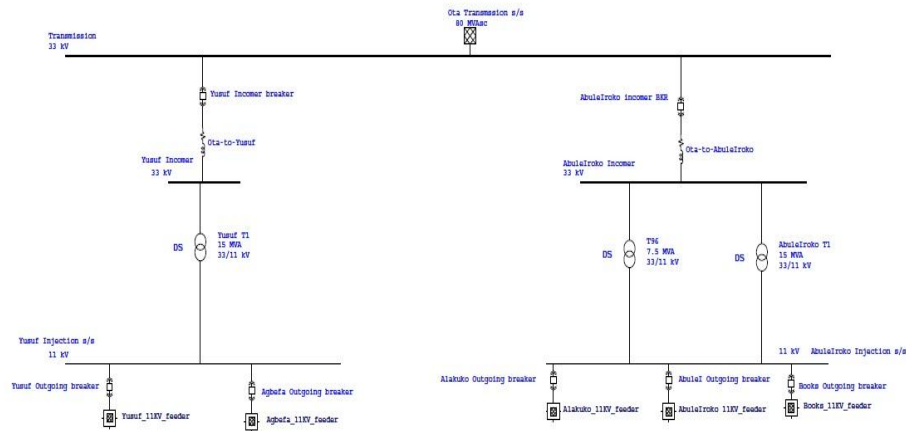 Ota Transmssion s/s
80 MVAsc
Transmission
33 kV
Yusuf Incomer breaker
AbuleIroko incomer BKR
Ota-to-Yusuf
Ota-to-AbuleIroko
Yusuf Incomer
33 kV
AbuleIroko Incomer
33 kV
DS
Yusuf T1
15 MVA
33/11 kV
DS
T96
7.5 MVA
33/11 kV
DS
AbuleIroko T1
15 MVA
33/11 kV
Yusuf Injection s/s
11 kV
11 kV AbuleIroko Injection s/s
Yusuf Outgoing breaker
Agbefa Outgoing breaker
Alakuko Outgoing breaker
AbuleI Outgoing breaker
Books Outgoing breaker
Yusuf_11KV_feeder
Agbefa_11KV_feeder
Alakuko_11KV_feeder
AbuleIroko 11KV_feeder
Books_11KV_feeder